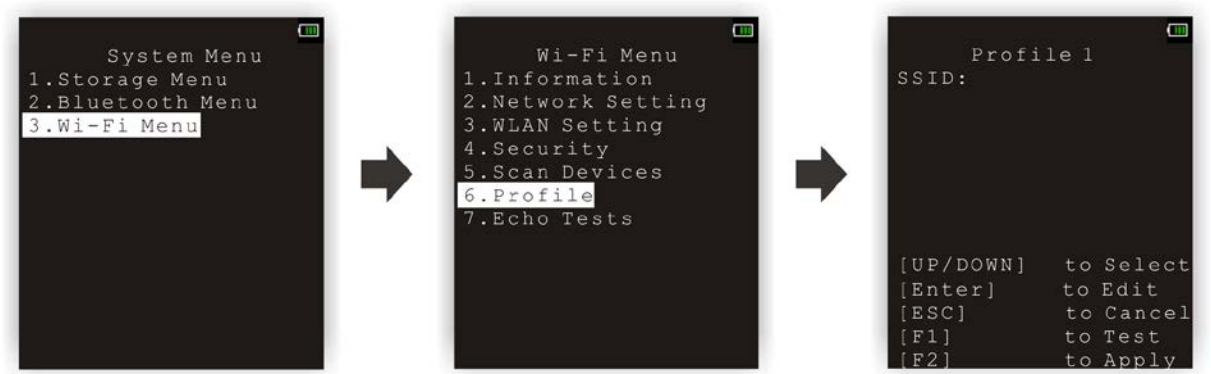 System Menu
1.Storage Menu
2.Bluetooth Menu
3.Wi-Fi Menu
Wi-Fi Menu
1.Information
2.Network Setting
3.WLAN Setting
4.Security
5.Scan Devices
6.Profile
7.Echo Tests
Profile 1
SSID:
[UP/DOWN] to Select
[Enter] to Edit
[ESC] to Cancel
[F1] to Test
[F2] to Apply